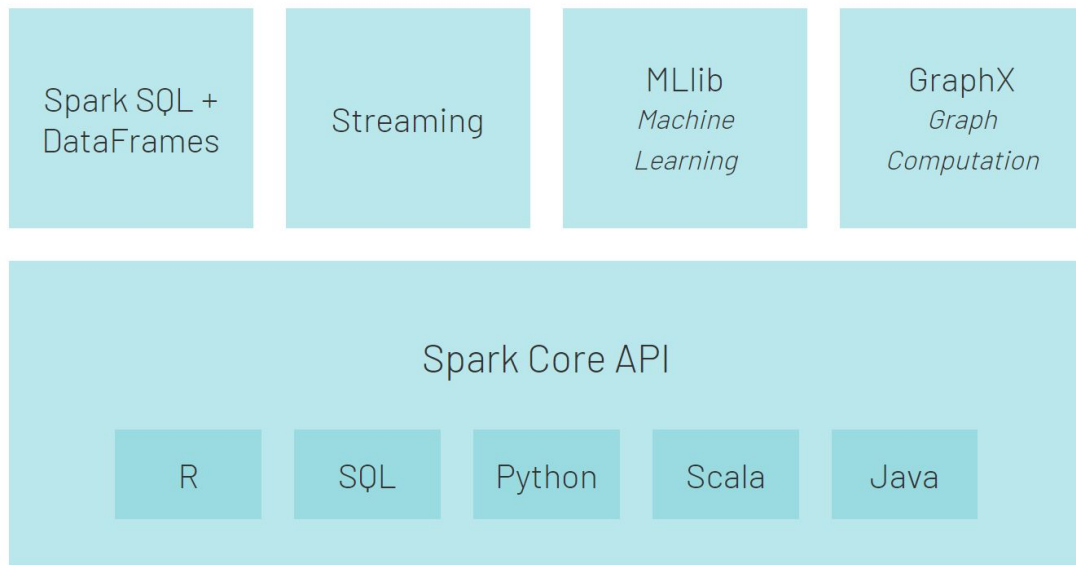 Spark SQL +
DataFrames
Streaming
MLlib
Machine
Learning
GraphX
Graph
Computation
Spark Core API
R
SQL
Python
Scala
Java